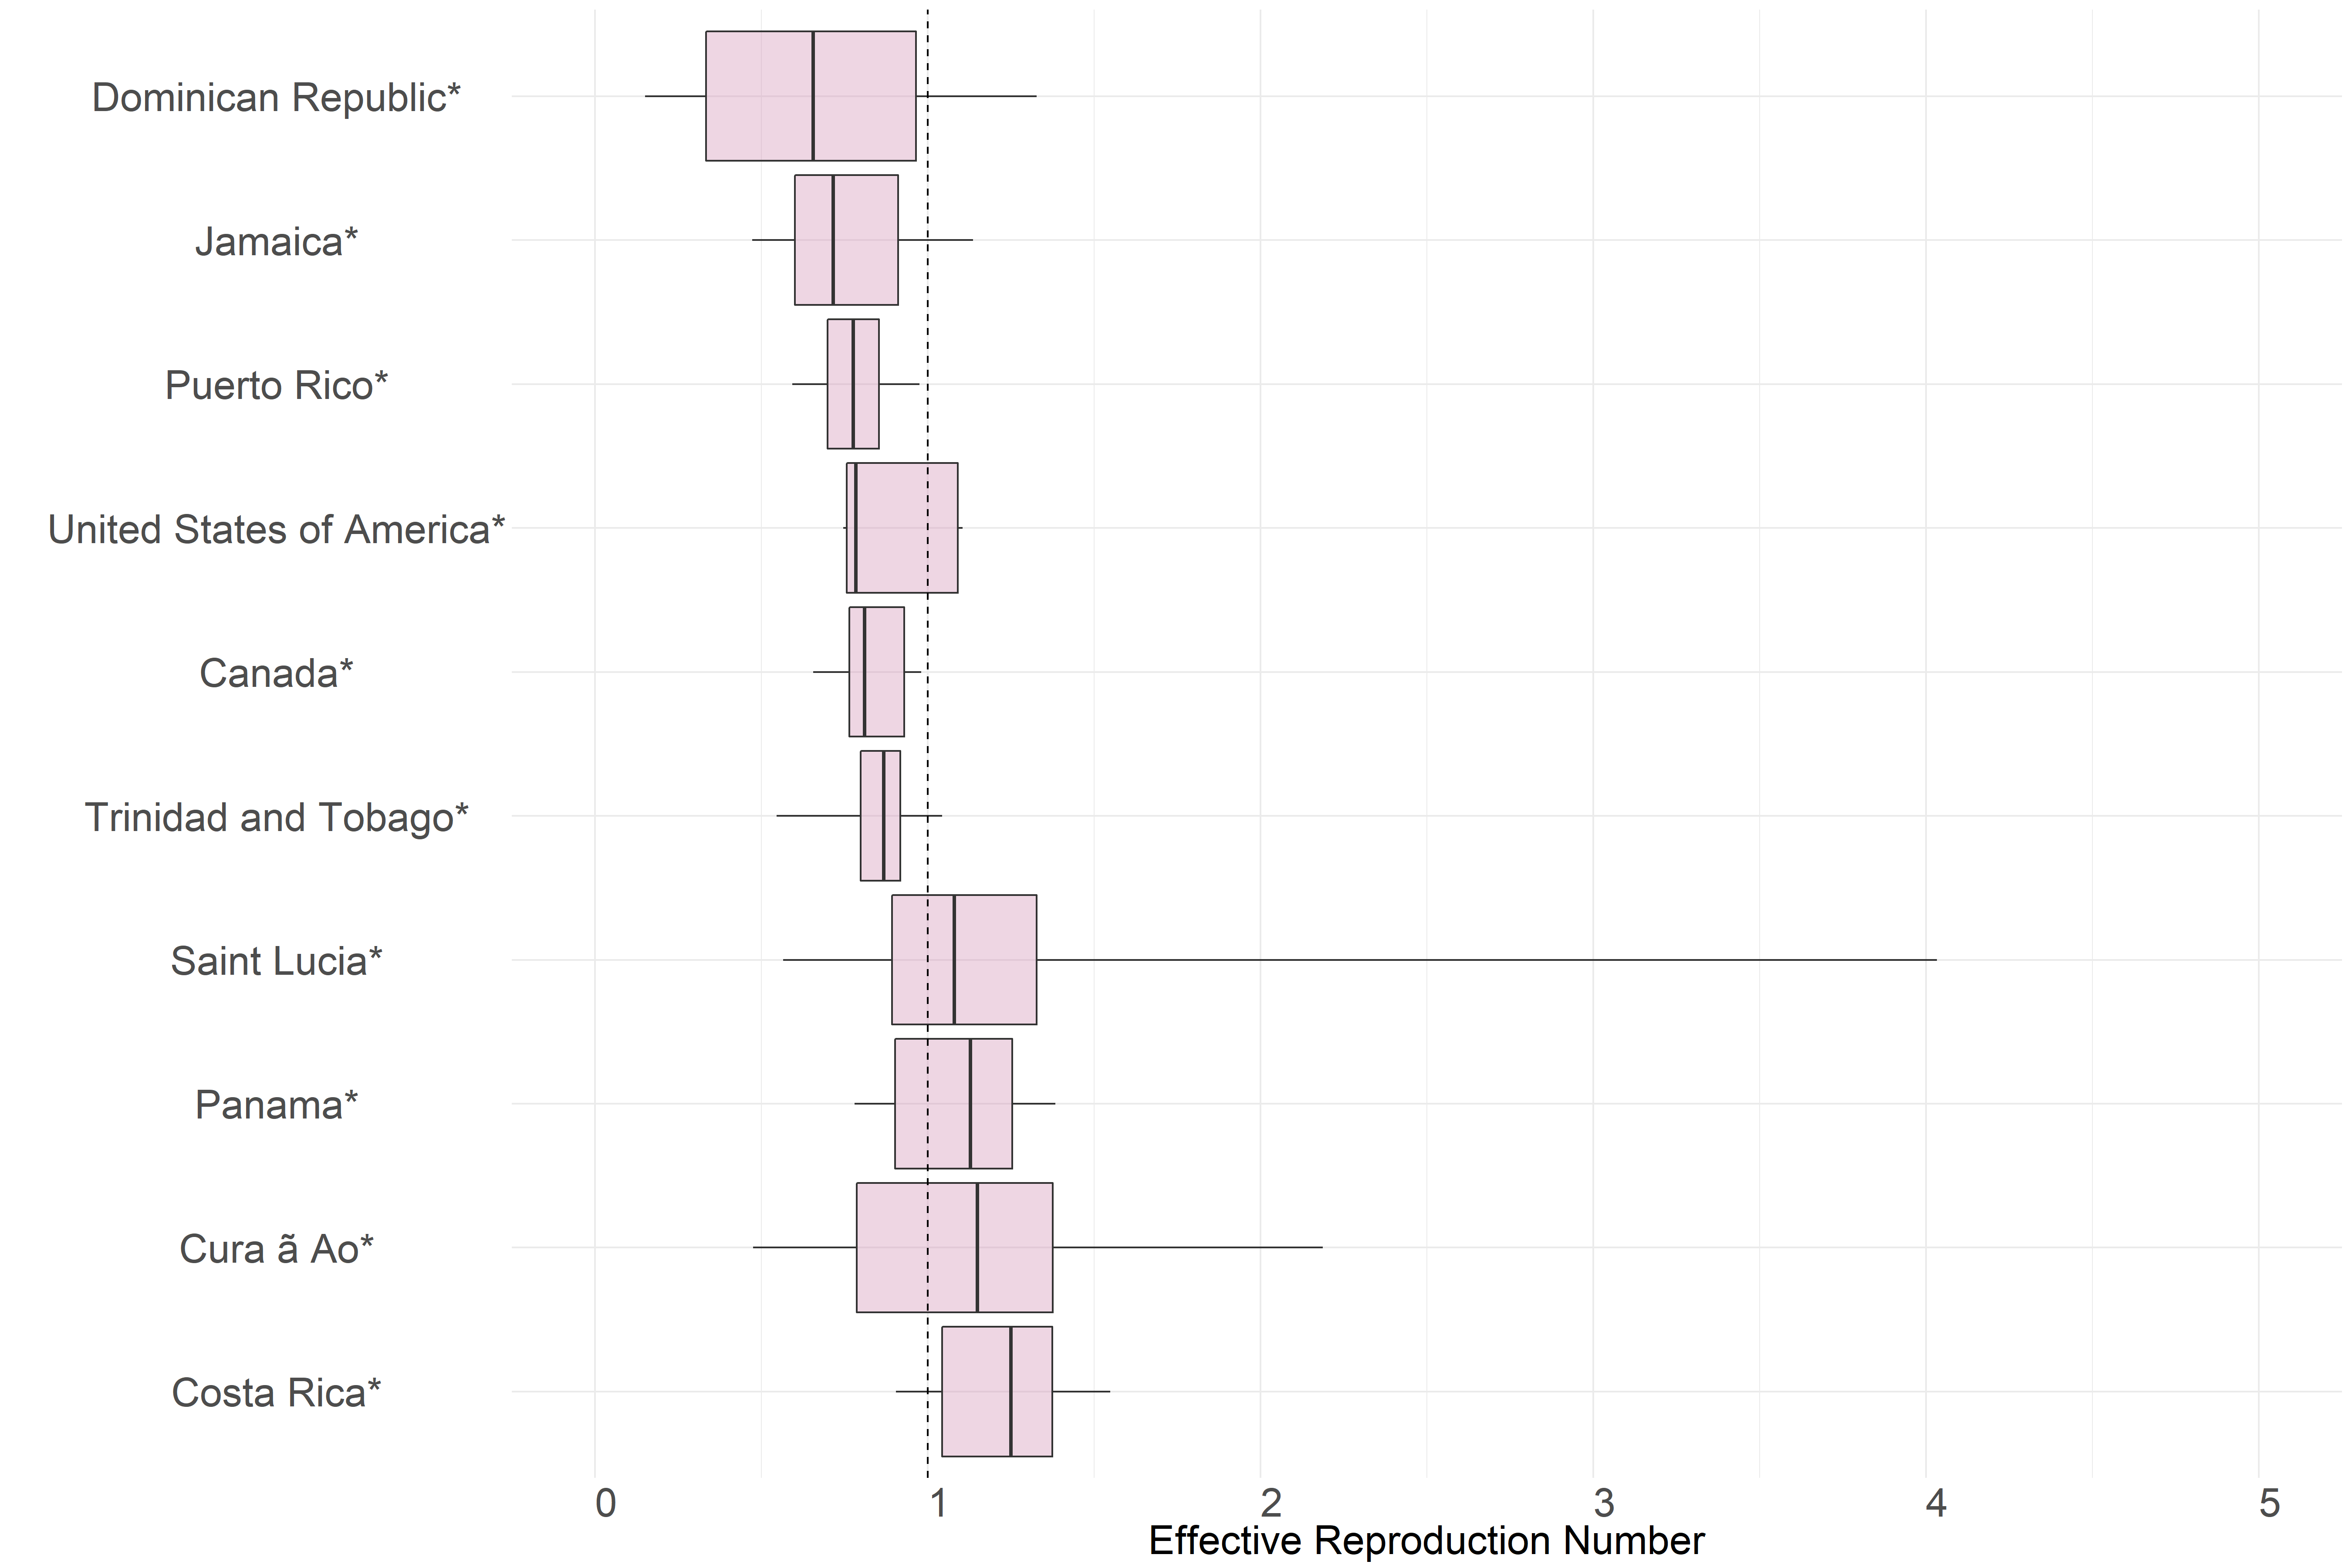 Dominican Republic*
Jamaica*
Puerto Rico*
United States of America*
Canada*
Trinidad and Tobago*
Saint Lucia*
Panama*
Cura ã Ao*
Costa Rica*
0 1 2 3 4 5
Effective Reproduction Number